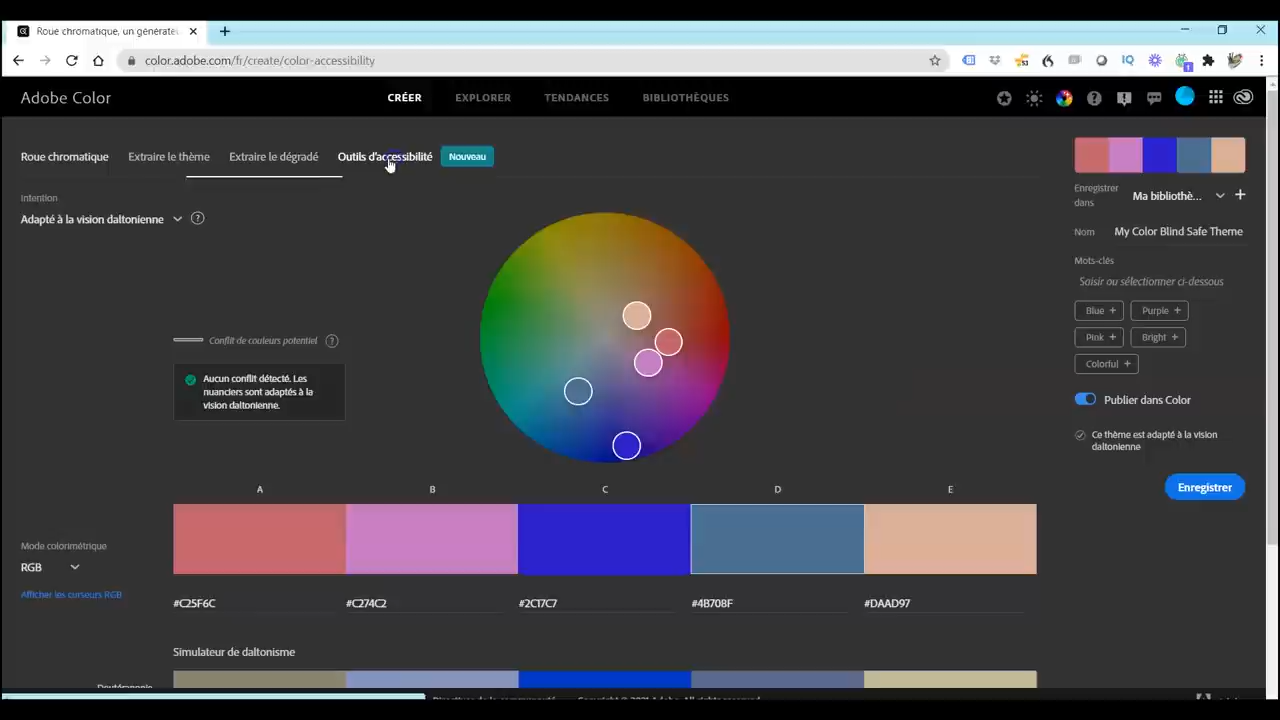 Roue chromatique, un générate
color.adobe.com/fr/create/color-accessibility
53
1
Adobe Color
CRÉER
EXPLORER
TENDANCES
BIBLIOTHÈQUES
Roue chromatique
Extraire le thème
Extraire le dégradé
Outils d'accessibilité
Nouveau
Intention
Adapté à la vision daltonienne
Conflit de couleurs potentiel
Aucun conflit détecté. Les
nuanciers sont adaptés à la
vision daltonienne.
Enregistrer
dans
Ma bibliothè...
Nom
My Color Blind Safe Theme
Mots-clés
Saisir ou sélectionner ci-dessous
Blue +
Purple +
Pink +
Bright +
Colorful +
Publier dans Color
Ce thème est adapté à la vision
daltonienne
Enregistrer
A
B
C
D
E
Mode colorimétrique
RGB
Afficher les curseurs RGB
#C25F6C
#C274C2
#2C17C7
#4B708F
#DAAD97
Simulateur de daltonisme
Deutéranopie